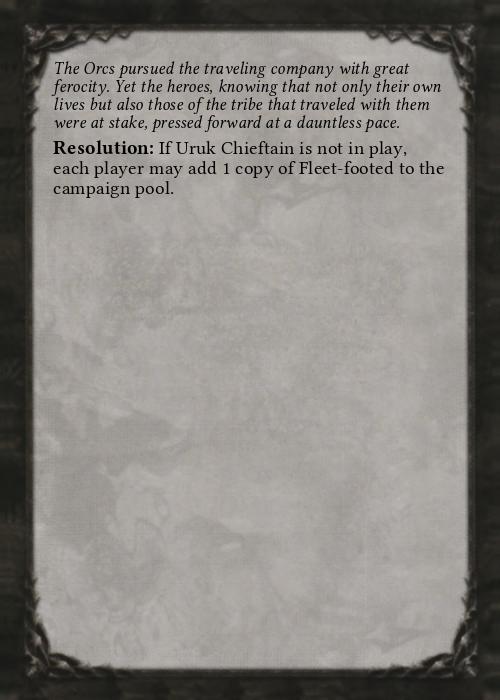 The Orcs pursued the traveling company with great
ferocity. Yet the heroes, knowing that not only their own
lives but also those of the tribe that traveled with them
were at stake, pressed forward at a dauntless pace.
Resolution: If Uruk Chieftain is not in play,
each player may add 1 copy of Fleet-footed to the
campaign pool.